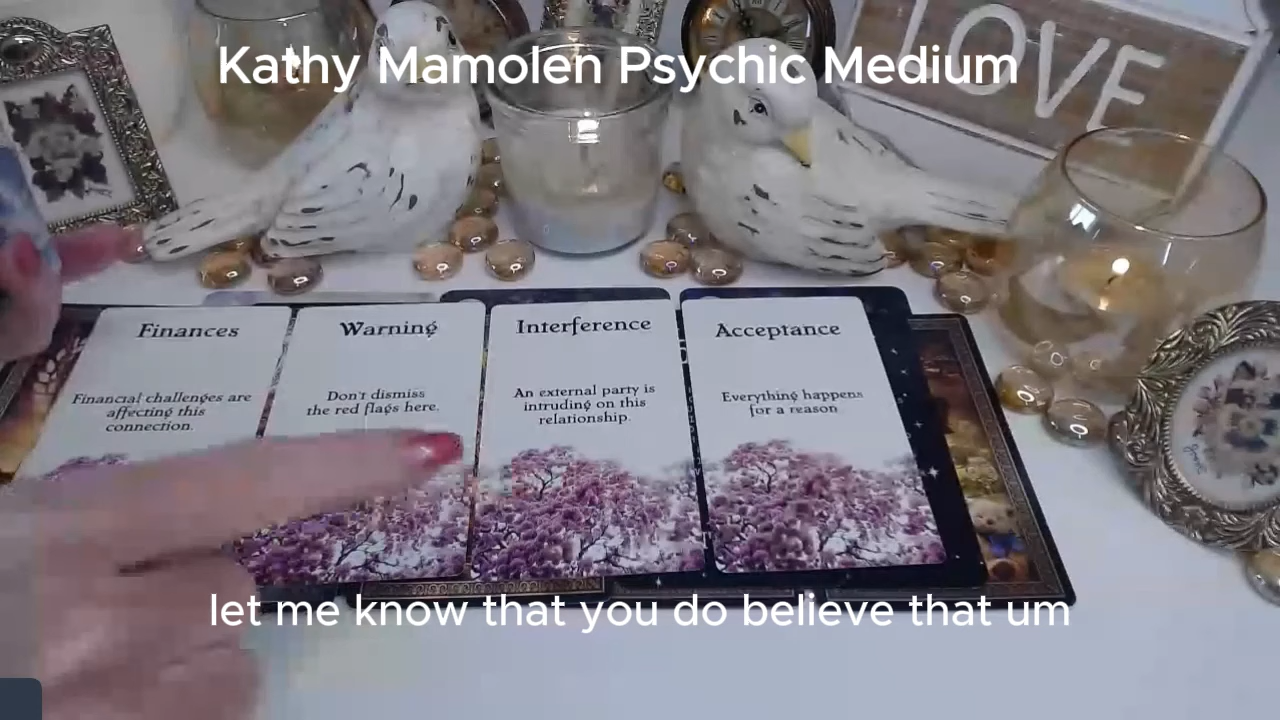 Kathy Mamolen Psychic Medium
LOVE
Finances
Financial challenges are
affecting this
connection.
Warning
Don't dismiss
the red flags here.
Interference
An external party is
intruding on this
relationship.
Acceptance
Everything happens
for a reason
let me know that you do believe that um